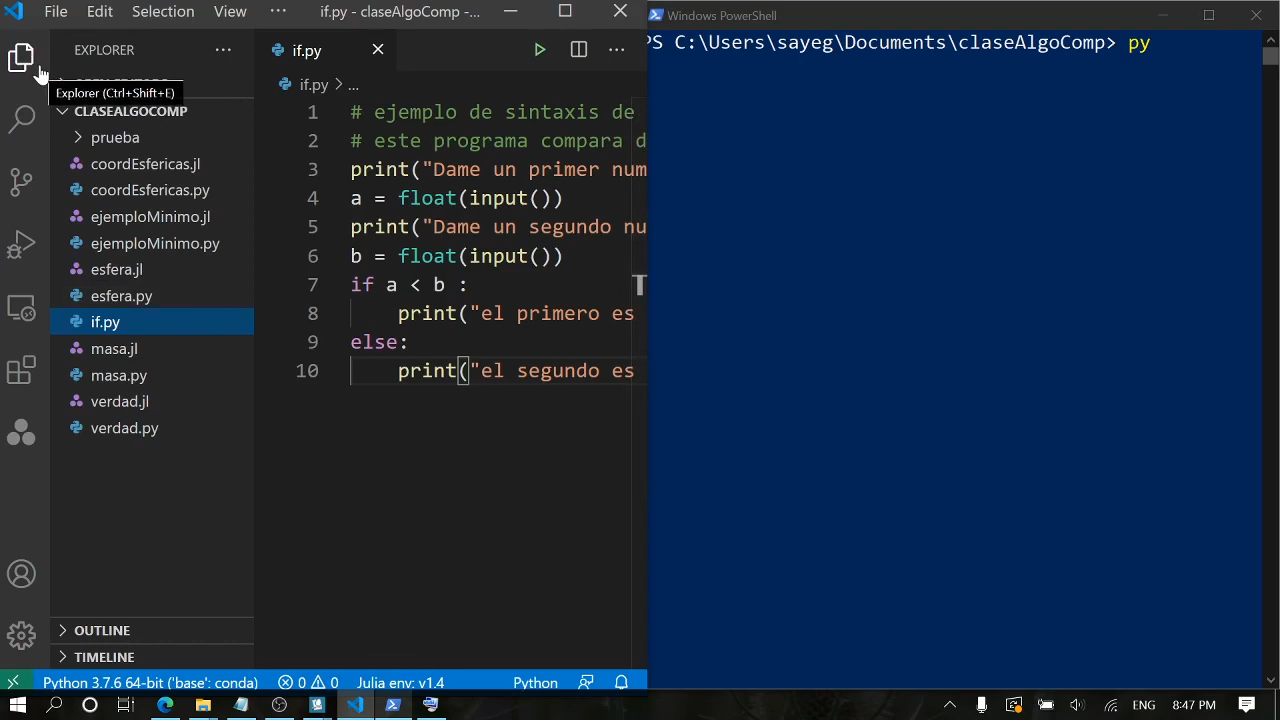 File Edit Selection View ··· if.py - claseAlgoComp -...
Windows PowerShell
EXPLORER ···
if.py
PS C:\Users\sayeg\Documents\claseAlgoComp> py
Explorer (Ctrl+Shift+E)
if.py > ...
CLASEALGOCOMP
prueba
coordEsfericas.jl
coordEsfericas.py
ejemploMinimo.jl
ejemploMinimo.py
esfera.jl
esfera.py
if.py
masa.jl
masa.py
verdad.jl
verdad.py
OUTLINE
TIMELINE
1 # ejemplo de sintaxis de
2 # este programa compara d
3 print("Dame un primer num
4 a = float(input())
5 print("Dame un segundo nu
6 b = float(input())
7 if a < b :
8 print("el primero es
9 else:
10 print("el segundo es
Python 3.7.6 64-bit ('base': conda) 0 0 Julia env: v1.4 Python
ENG 8:47 PM